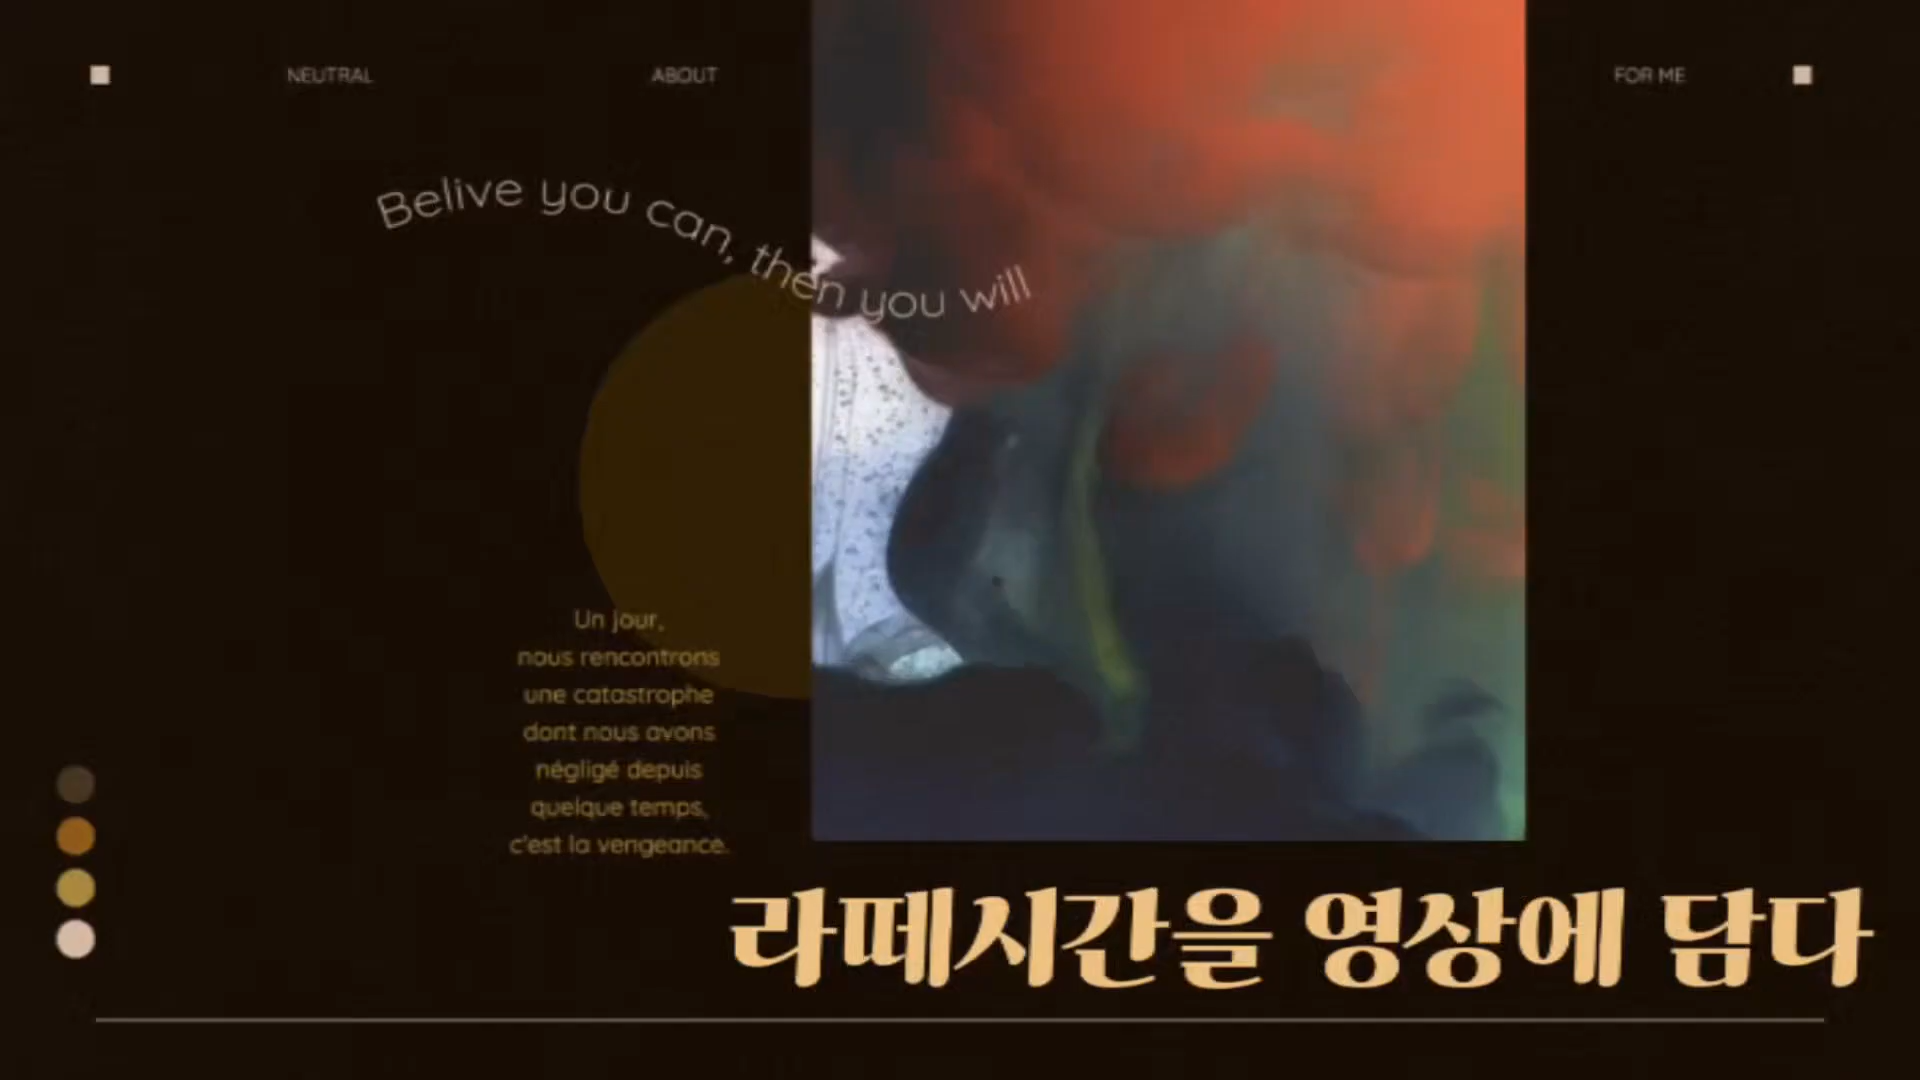 NEUTRAL
ABOUT
FOR ME
Belive you can, then you will
Un jour,
nous rencontrons
une catastrophe
dont nous avons
négligé depuis
quelque temps,
c'est la vengeance.
라떼시간을 영상에 담다